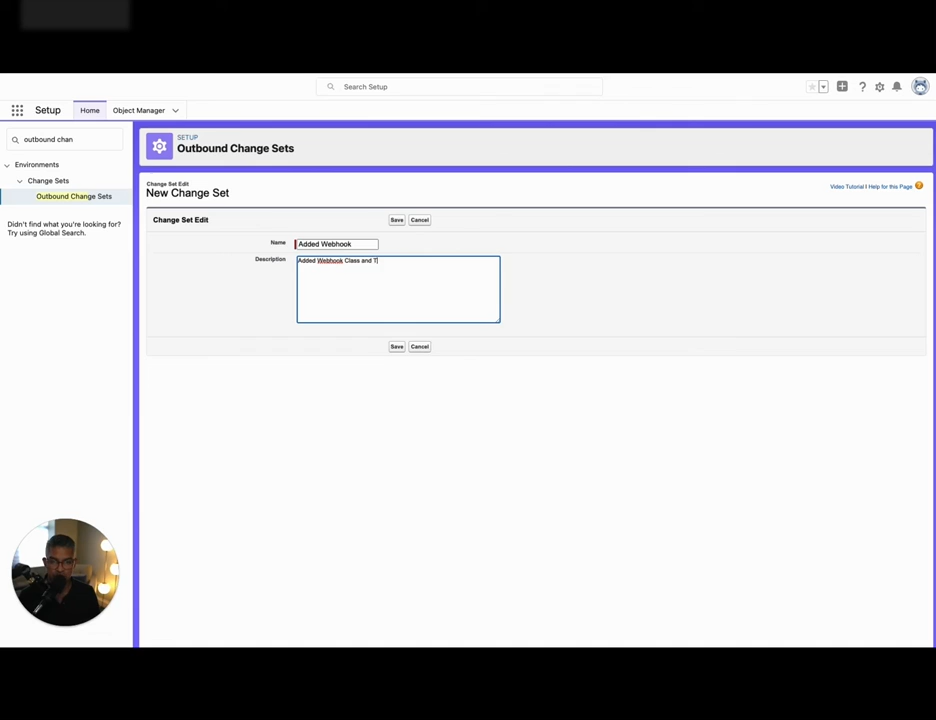 Search Setup
Setup
Home
Object Manager
outbound chan
Environments
Change Sets
Outbound Change Sets
Didn't find what you're looking for?
Try using Global Search.
SETUP
Outbound Change Sets
Change Set Edit
New Change Set
Video Tutorial | Help for this Page
Change Set Edit
Save
Cancel
Name
Added Webhook
Description
Added Webhook Class and T
Save
Cancel